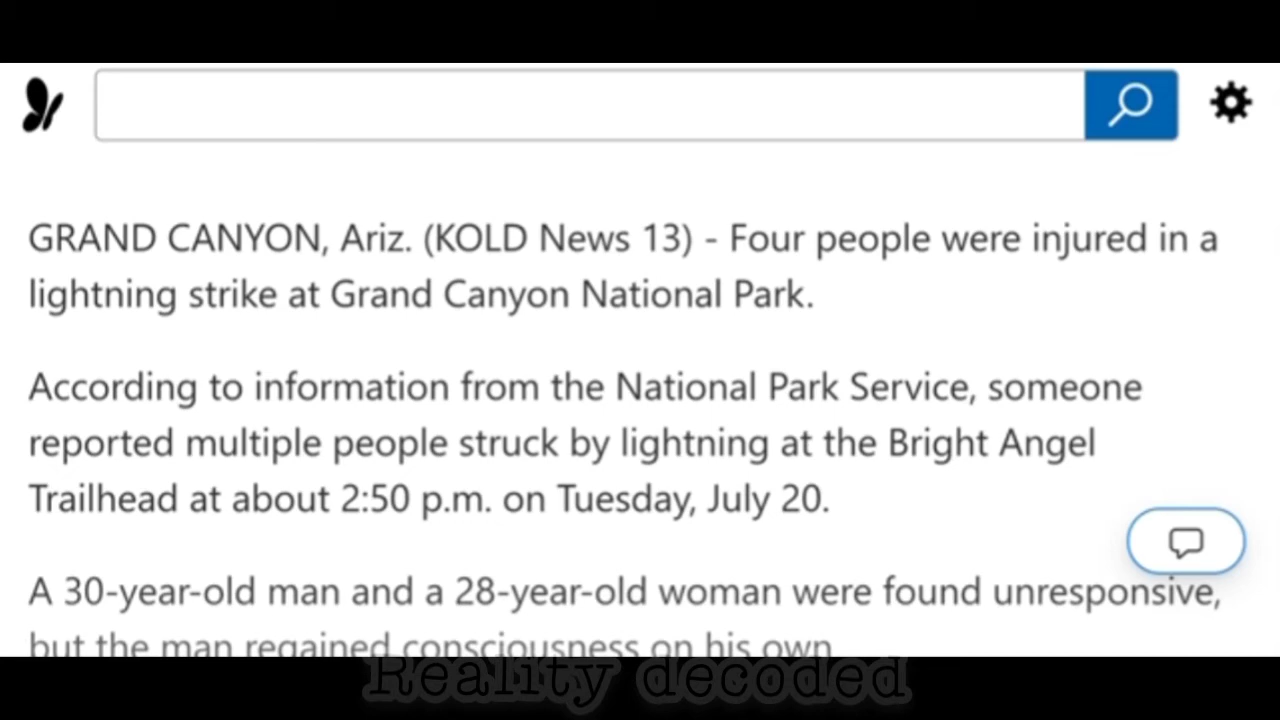 GRAND CANYON, Ariz. (KOLD News 13) - Four people were injured in a
lightning strike at Grand Canyon National Park.
According to information from the National Park Service, someone
reported multiple people struck by lightning at the Bright Angel
Trailhead at about 2:50 p.m. on Tuesday, July 20.
A 30-year-old man and a 28-year-old woman were found unresponsive,
but the man regained consciousness on his own
Reality decoded